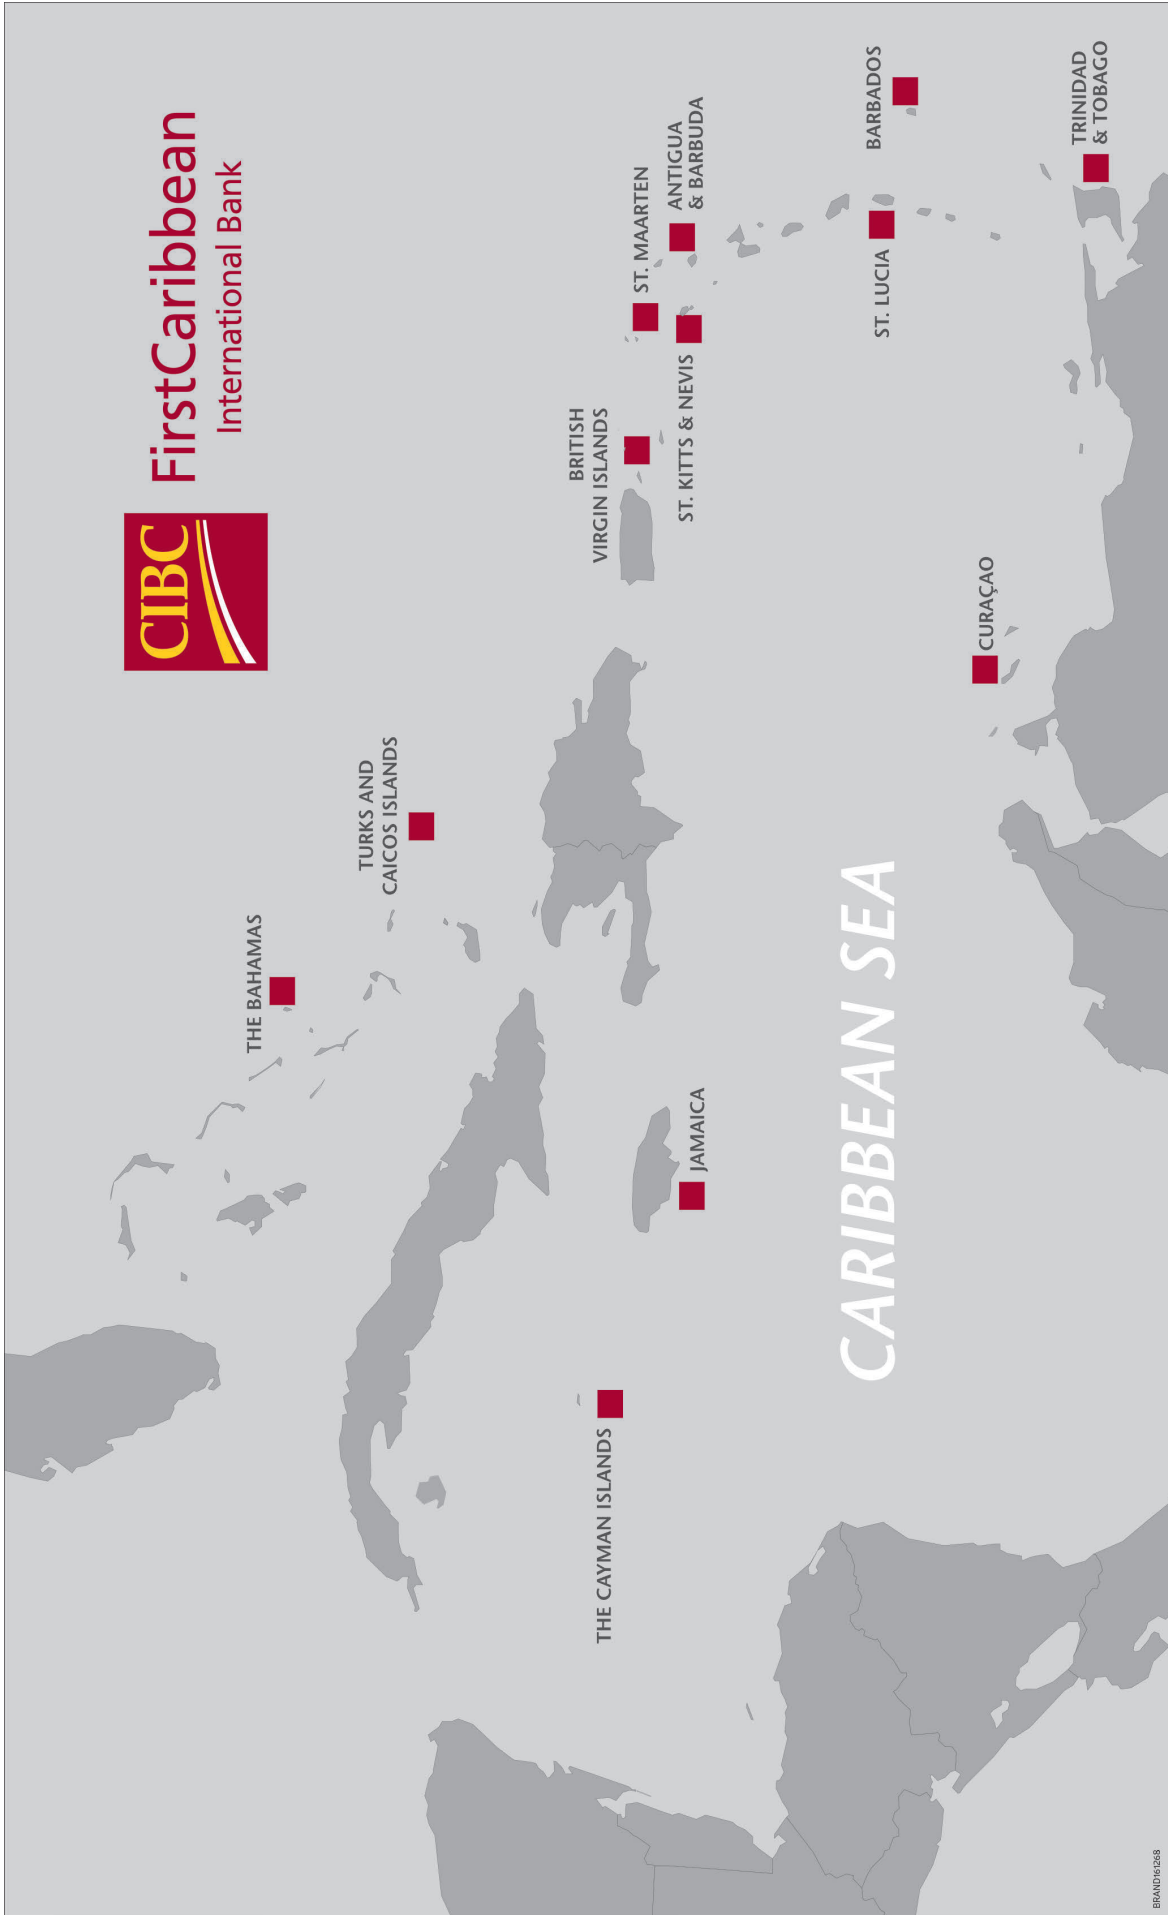 CIBC
FirstCaribbean
International Bank
THE BAHAMAS
TURKS AND
CAICOS ISLANDS
BRITISH
VIRGIN ISLANDS
ST. MAARTEN
ANTIGUA
& BARBUDA
ST. KITTS & NEVIS
THE CAYMAN ISLANDS
JAMAICA
BARBADOS
ST. LUCIA
CARIBBEAN SEA
CURAÇAO
TRINIDAD
& TOBAGO
BRAND161268